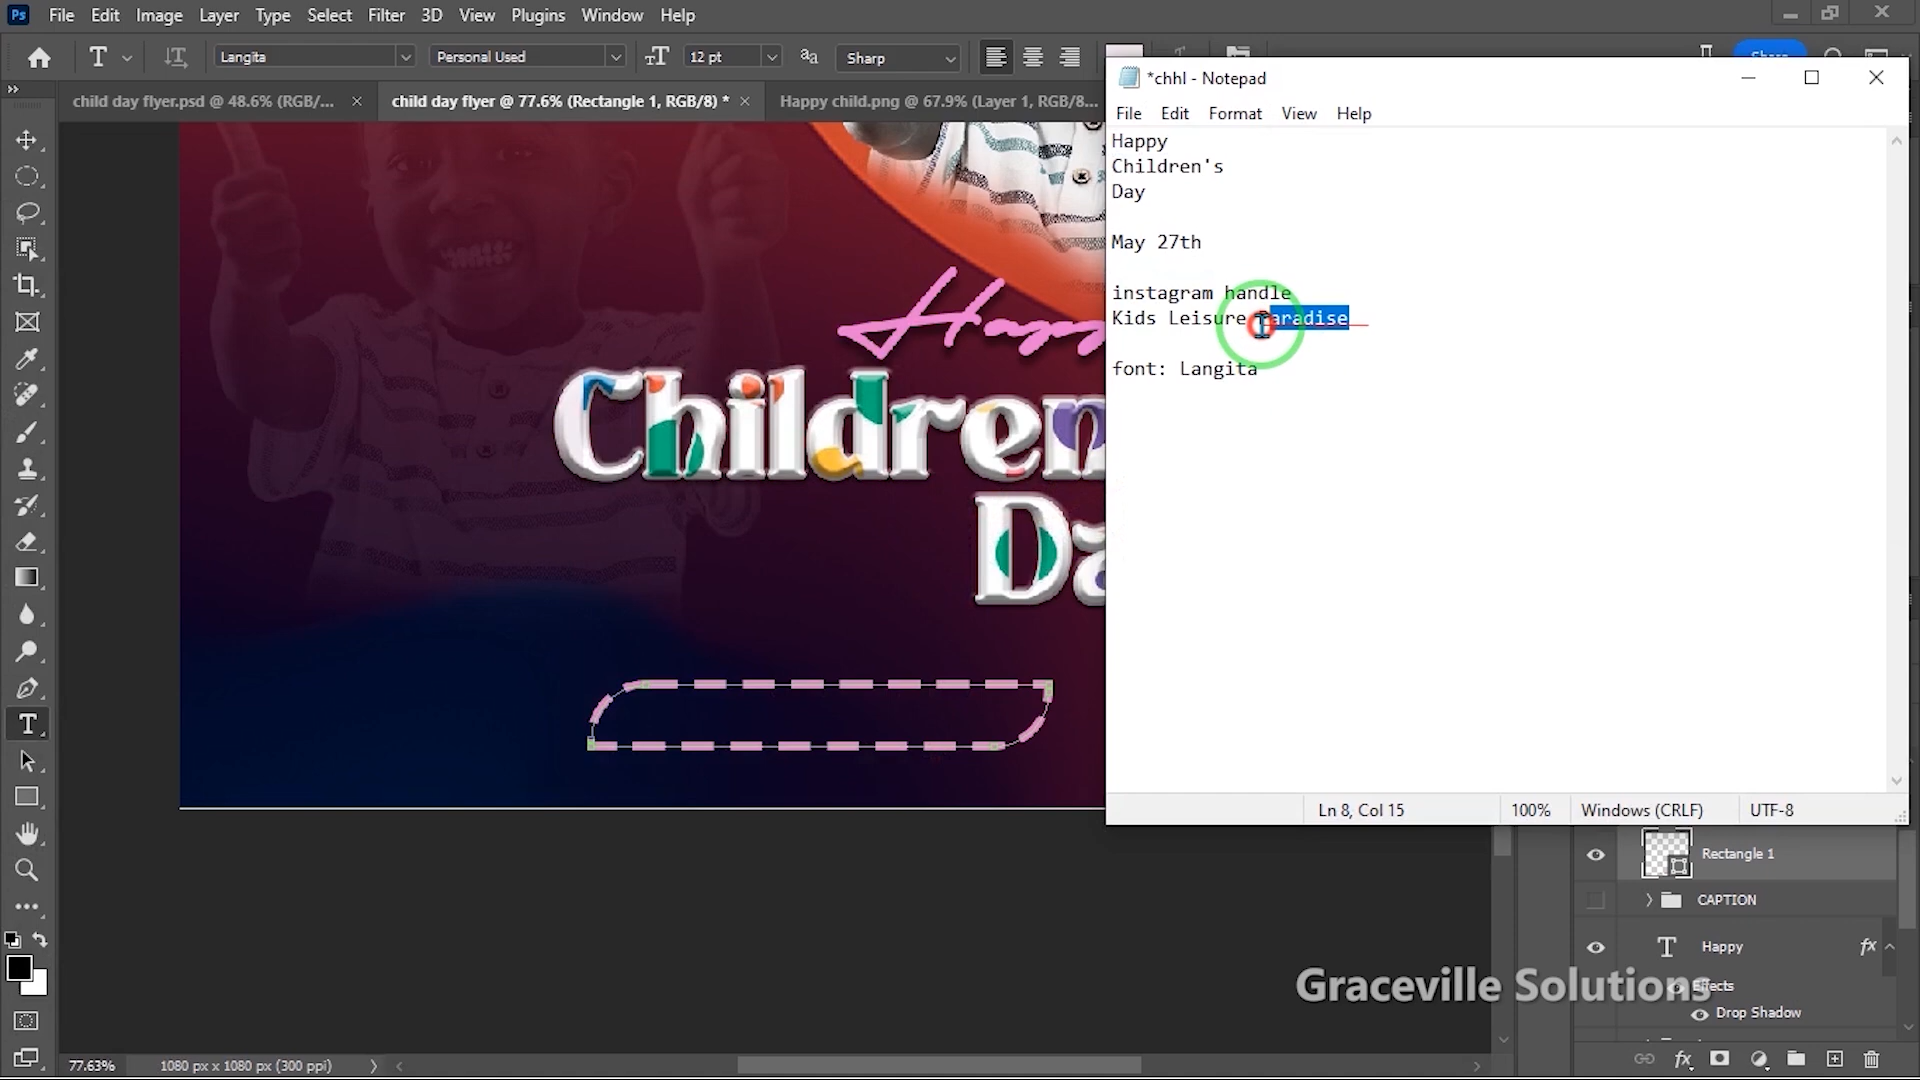 Ps File Edit Image Layer Type Select Filter 3D View Plugins Window Help
T Langita Personal Used 12 pt aa Sharp
child day flyer.psd @ 48.6% (RGB/... child day flyer @ 77.6% (Rectangle 1, RGB/8) * Happy child.png @ 67.9% (Layer 1, RGB/8...
*chhl - Notepad
File Edit Format View Help
Happy
Children's
Day
May 27th
instagram handle
Kids Leisure Paradise
font: Langita
Ln 8, Col 15 100% Windows (CRLF) UTF-8
Children
Rectangle 1
CAPTION
T Happy fx
Effects
Drop Shadow
Graceville Solutions
77.63% 1080 px x 1080 px (300 ppi)